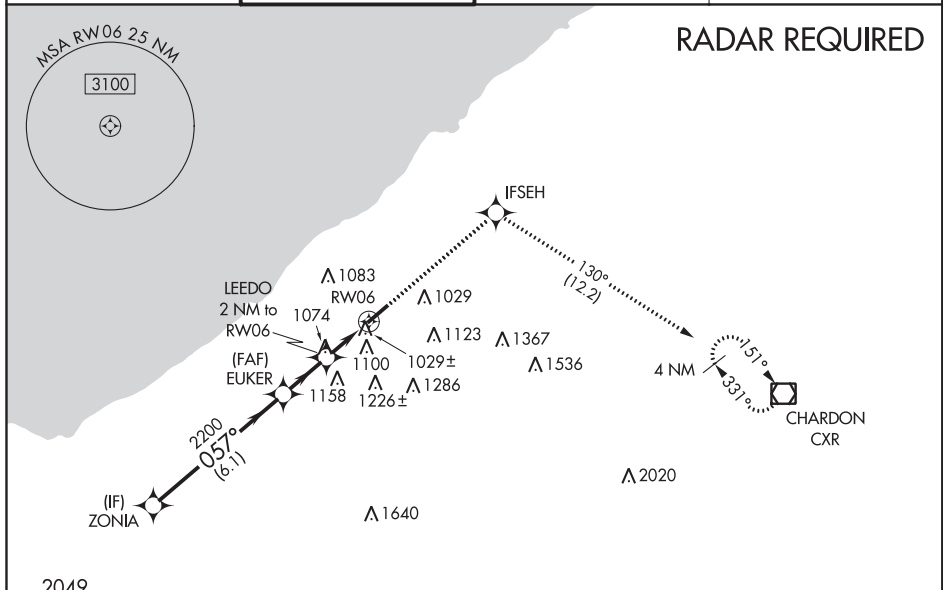 RADAR REQUIRED
MSA RW06 25 NM
3100
IFSEH
130°
(12.2)
1083
LEEDO
2 NM to
RW06
1074
RW06
1029
1123
1367
1536
(FAF)
EUKER
1100
1029±
1158
1226±
1286
4 NM
151°
331°
CHARDON
CXR
2200
057°
(6.1)
(IF)
ZONIA
2020
1640
2049